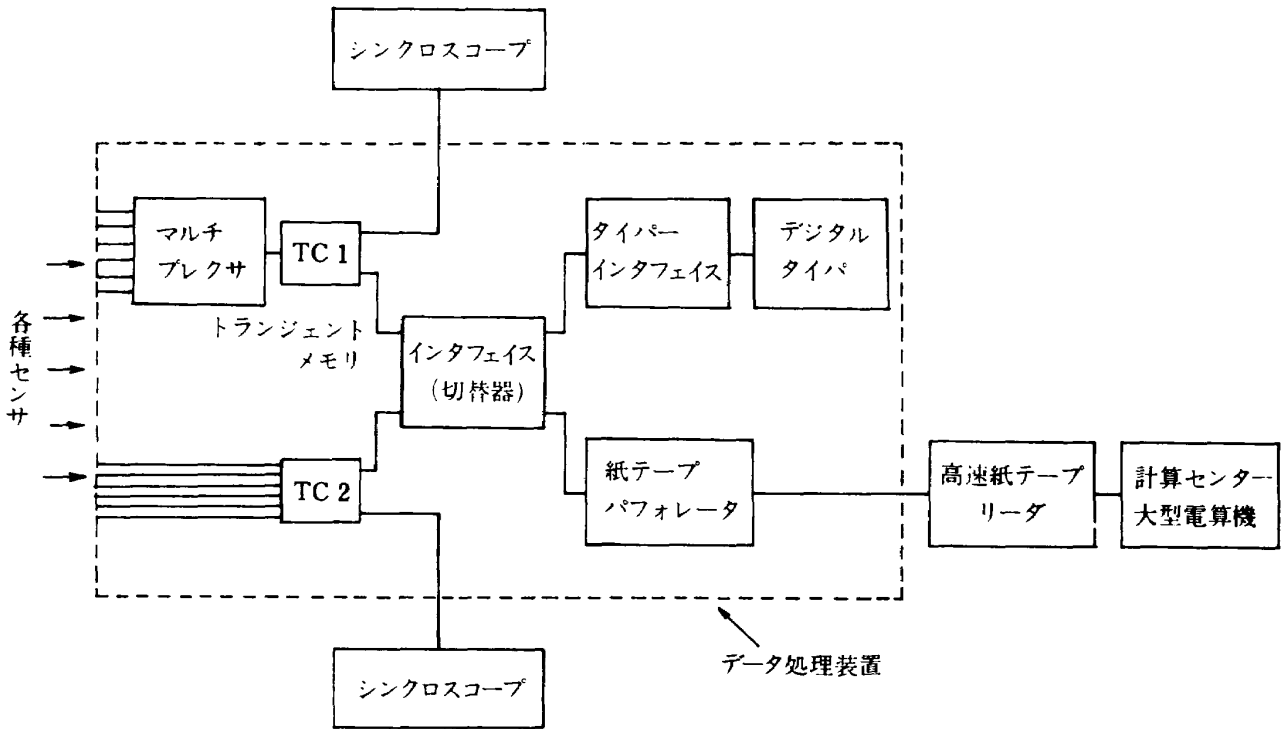 シンクロスコープ
マルチ
プレクサ
TC 1
タイパー
インタフェイス
デジタル
タイパ
トランジェント
メモリ
各種センサ
インタフェイス
(切替器)
TC 2
紙テープ
パフォレータ
高速紙テープ
リーダ
計算センター
大型電算機
データ処理装置
シンクロスコープ